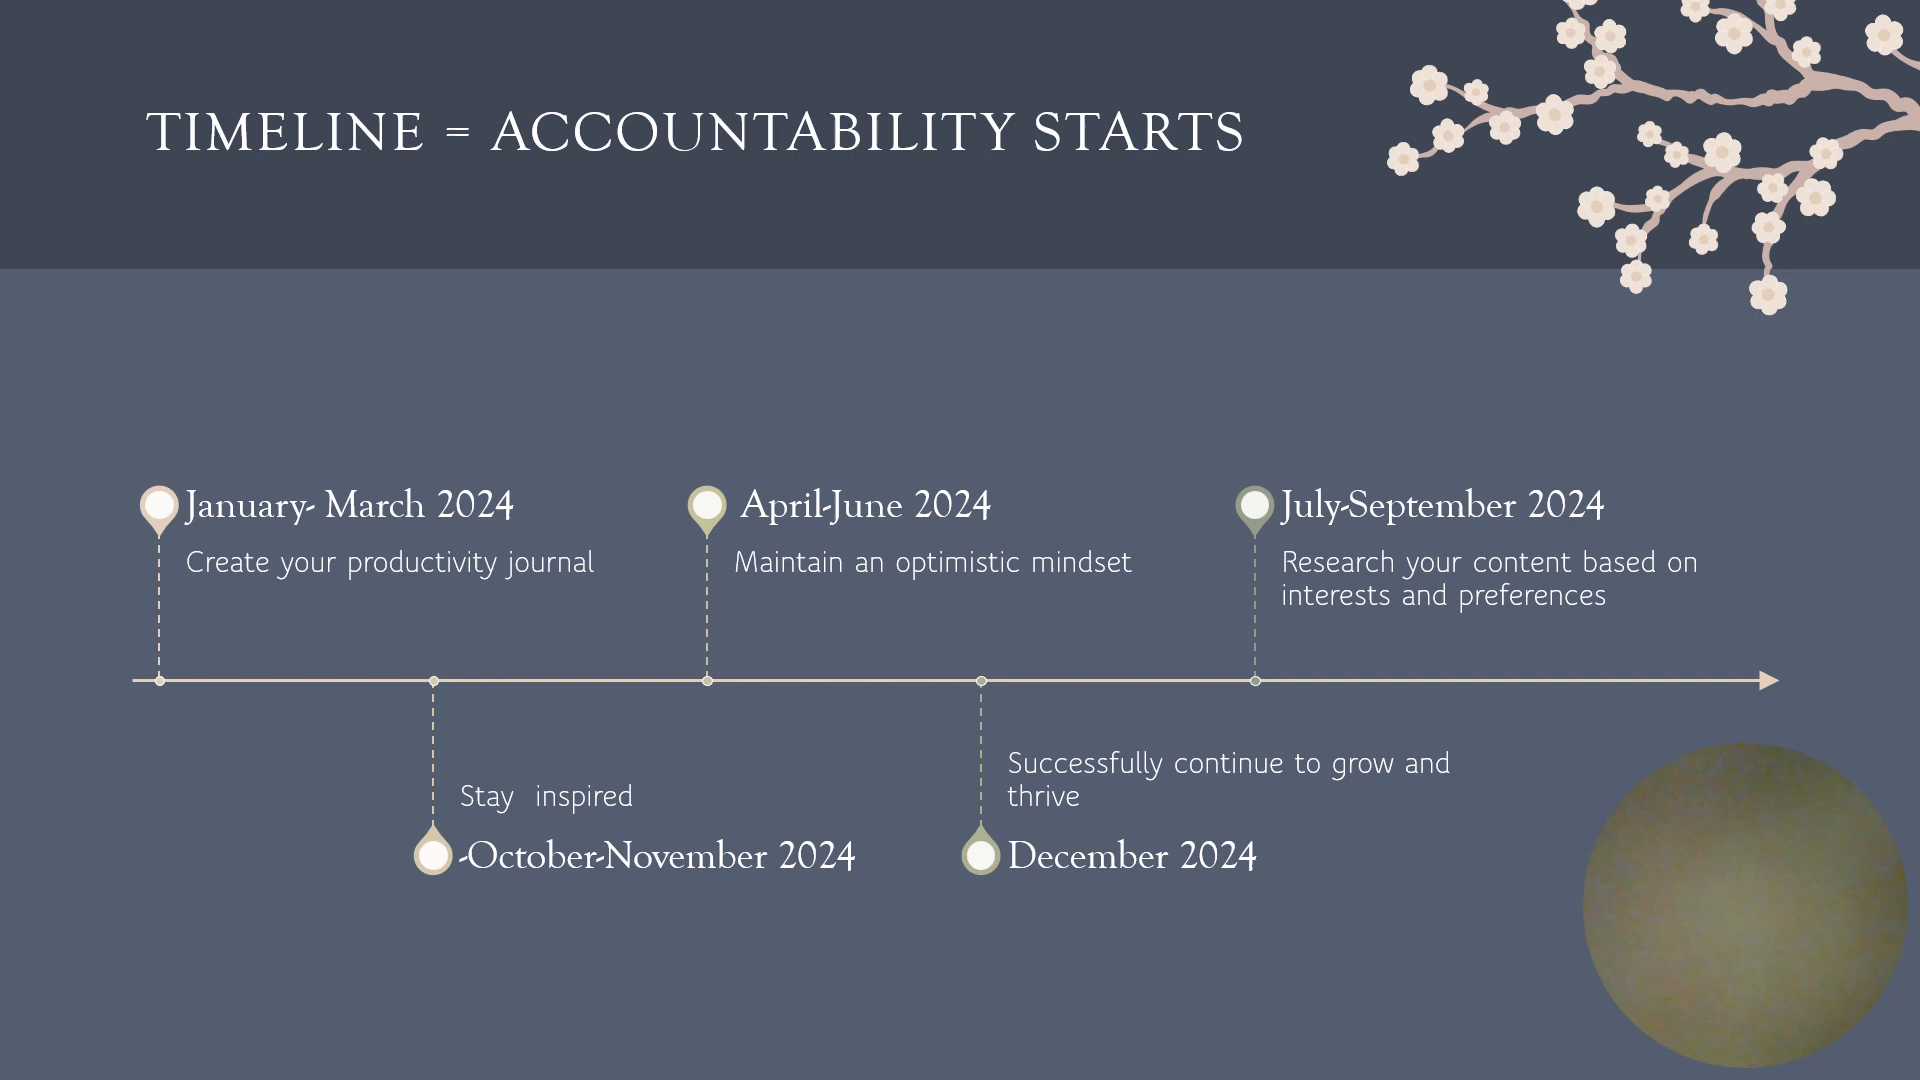 TIMELINE = ACCOUNTABILITY STARTS
January- March 2024
Create your productivity journal
April-June 2024
Maintain an optimistic mindset
July-September 2024
Research your content based on
interests and preferences
Stay  inspired
-October-November 2024
Successfully continue to grow and
thrive
December 2024